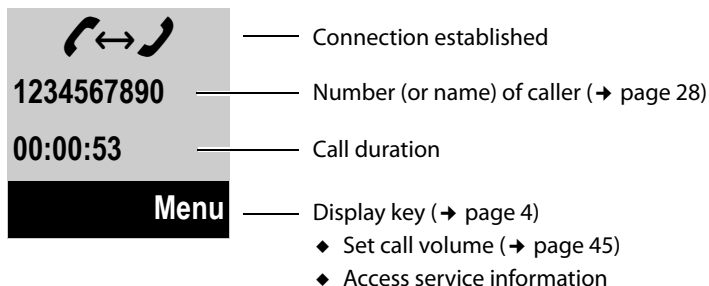 Connection established
1234567890
Number (or name) of caller (➔ page 28)
00:00:53
Call duration
Menu
Display key (➔ page 4)
◆ Set call volume (➔ page 45)
◆ Access service information